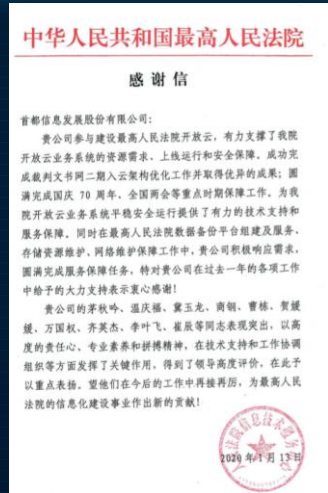 中华人民共和国最高人民法院
感谢信
首都信息发展股份有限公司：
贵公司参与建设最高人民法院开放云，有力支撑了我院
开放云业务系统的资源需求、上线运行和安全保障。成功完
成裁判文书网二期入云架构优化工作并取得优异的成果；圆
满完成国庆 70 周年、全国两会等重点时期保障工作，为我
院开放云业务系统平稳安全运行提供了有力的技术支持和
服务保障。同时在最高人民法院数据备份平台组建及服务、
存储资源维护、网络维护保障工作中，贵公司积极响应需求，
圆满完成服务保障任务，特对贵公司在过去一年的各项工作
中给予的大力支持表示衷心感谢！
贵公司的茅秋吟、温庆福、冀玉龙、商钢、曹栋、贺媛
媛、万国权、齐英杰、李叶飞、崔辰等同志表现突出，以高
度的责任心、专业素养和拼搏精神，在技术支持和工作协调
组织等方面发挥了关键作用，得到了领导高度评价，在此予
以重点表扬。望他们在今后的工作中再接再厉，为最高人民
法院的信息化建设事业作出新的贡献！
2020 年 1 月 13 日